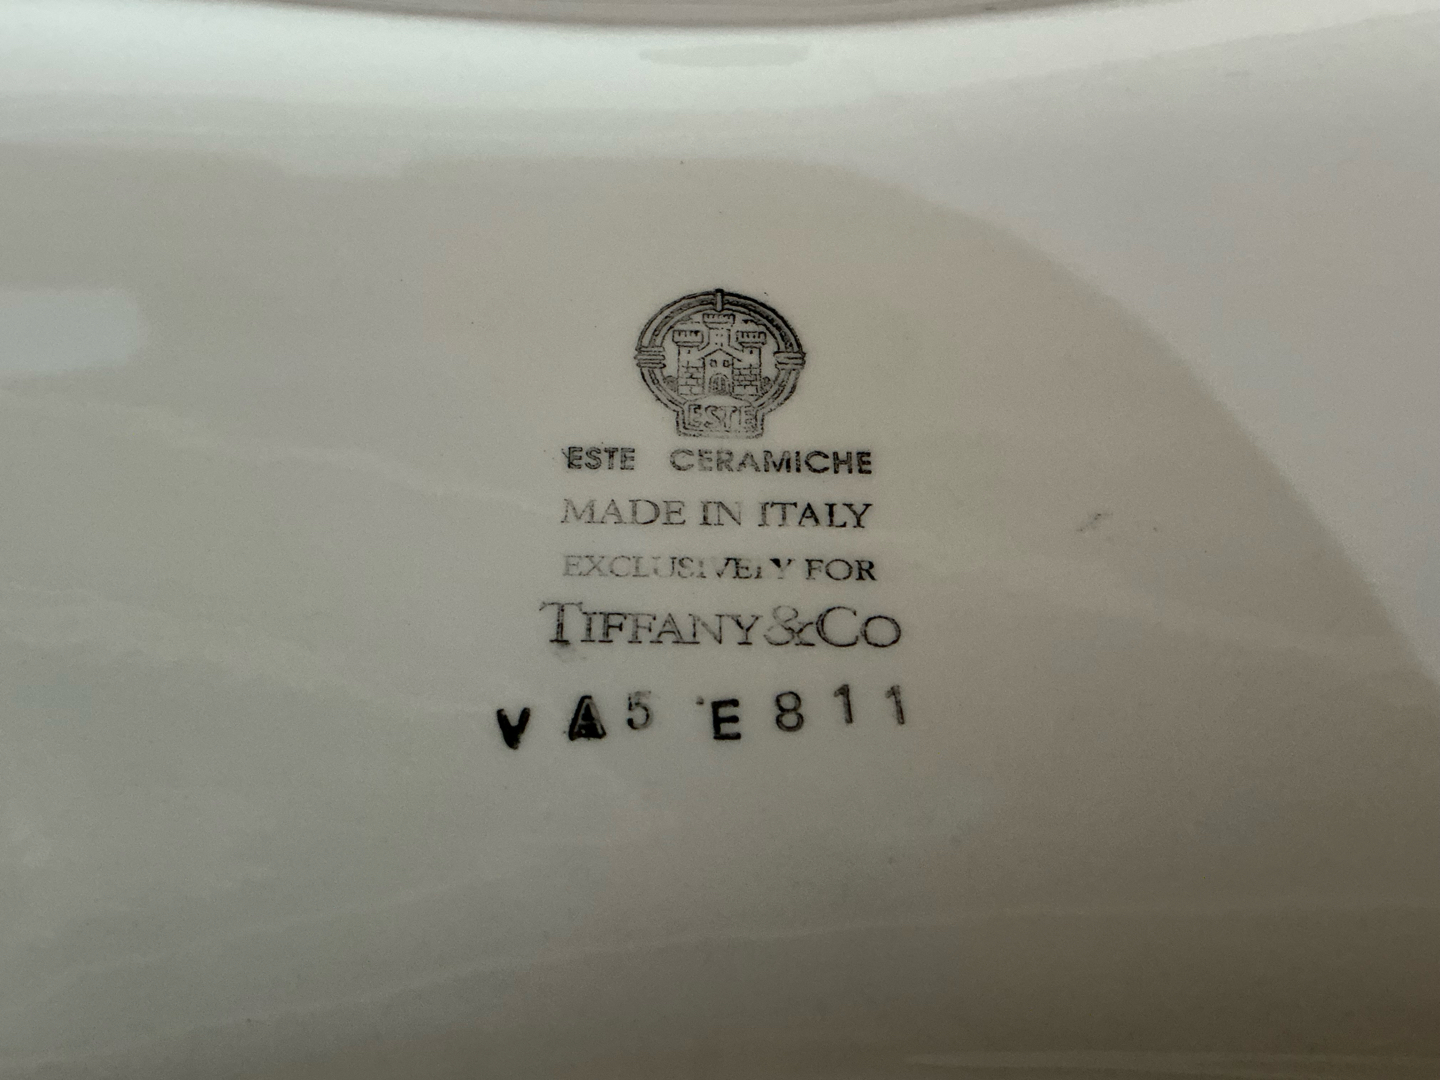 ESTE
ESTE CERAMICHE
MADE IN ITALY
EXCLUSIVELY FOR
TIFFANY&CO
VA5 E811